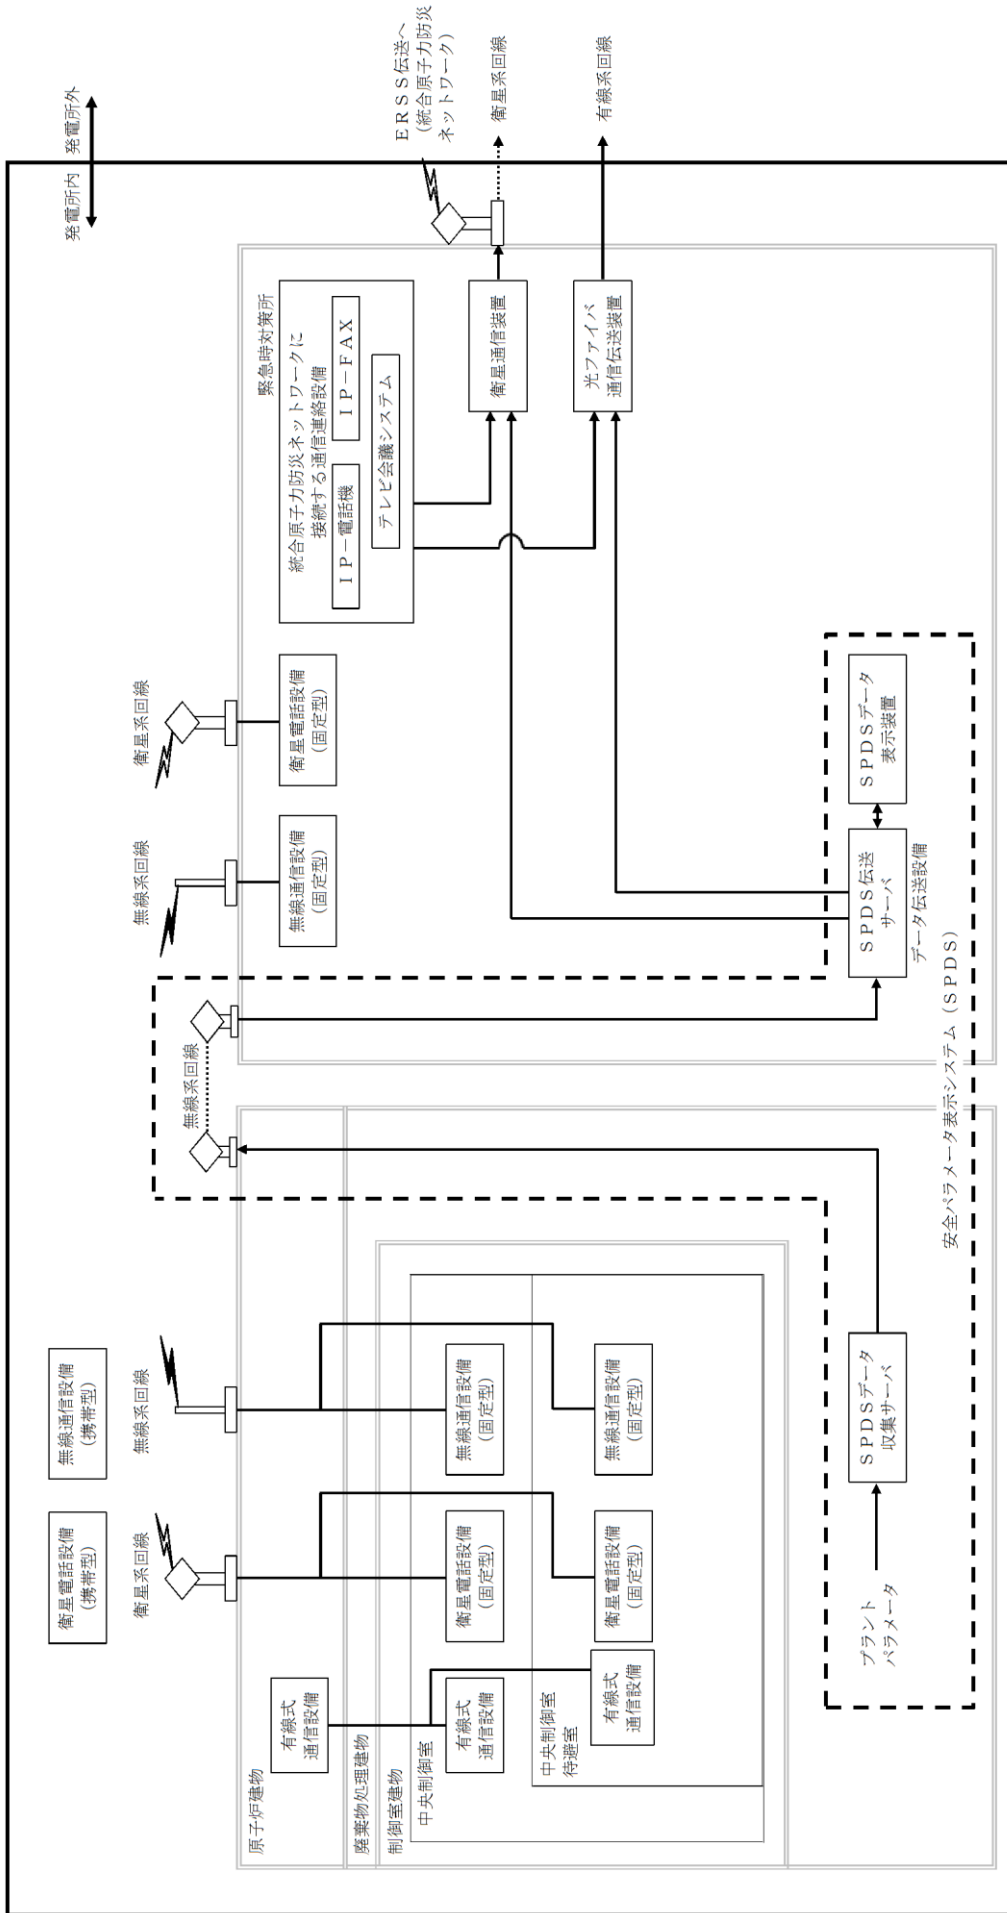 発電所内 発電所外
ERSS伝送へ
(統合原子力防災
ネットワーク)
衛星系回線
有線系回線
緊急時対策所
統合原子力防災ネットワークに
接続する通信連絡設備
IP-電話機
IP-FAX
テレビ会議システム
衛星通信装置
光ファイバ
通信伝送装置
衛星系回線
衛星電話設備
(固定型)
無線系回線
無線通信設備
(固定型)
SPDSデータ
表示装置
SPDS伝送
サーバ
データ伝送設備
無線系回線
安全パラメータ表示システム(SPDS)
無線通信設備
(携帯型)
無線系回線
衛星電話設備
(携帯型)
衛星系回線
無線通信設備
(固定型)
無線通信設備
(固定型)
衛星電話設備
(固定型)
衛星電話設備
(固定型)
有線式
通信設備
有線式
通信設備
有線式
通信設備
原子炉建物
廃棄物処理建物
制御室建物
中央制御室
中央制御室
待避室
SPDSデータ
収集サーバ
プラント
パラメータ